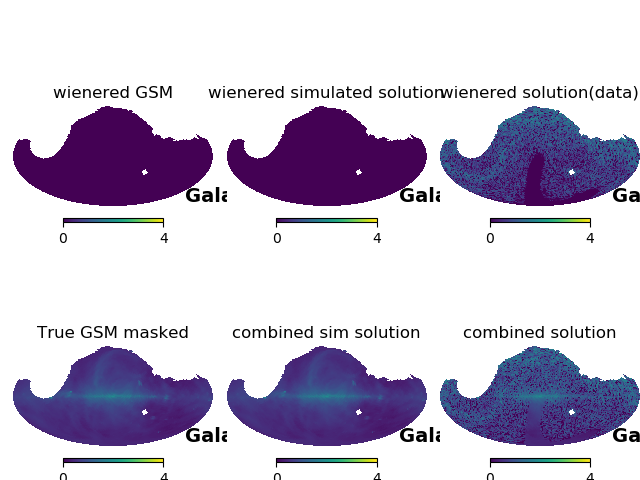 wienered GSM
wienered simulated solution
wienered solution(data)
Gala
Gala
Ga
0 4
0 4
0 4
True GSM masked
combined sim solution
combined solution
Gala
Gala
Ga
0 4
0 4
0 4